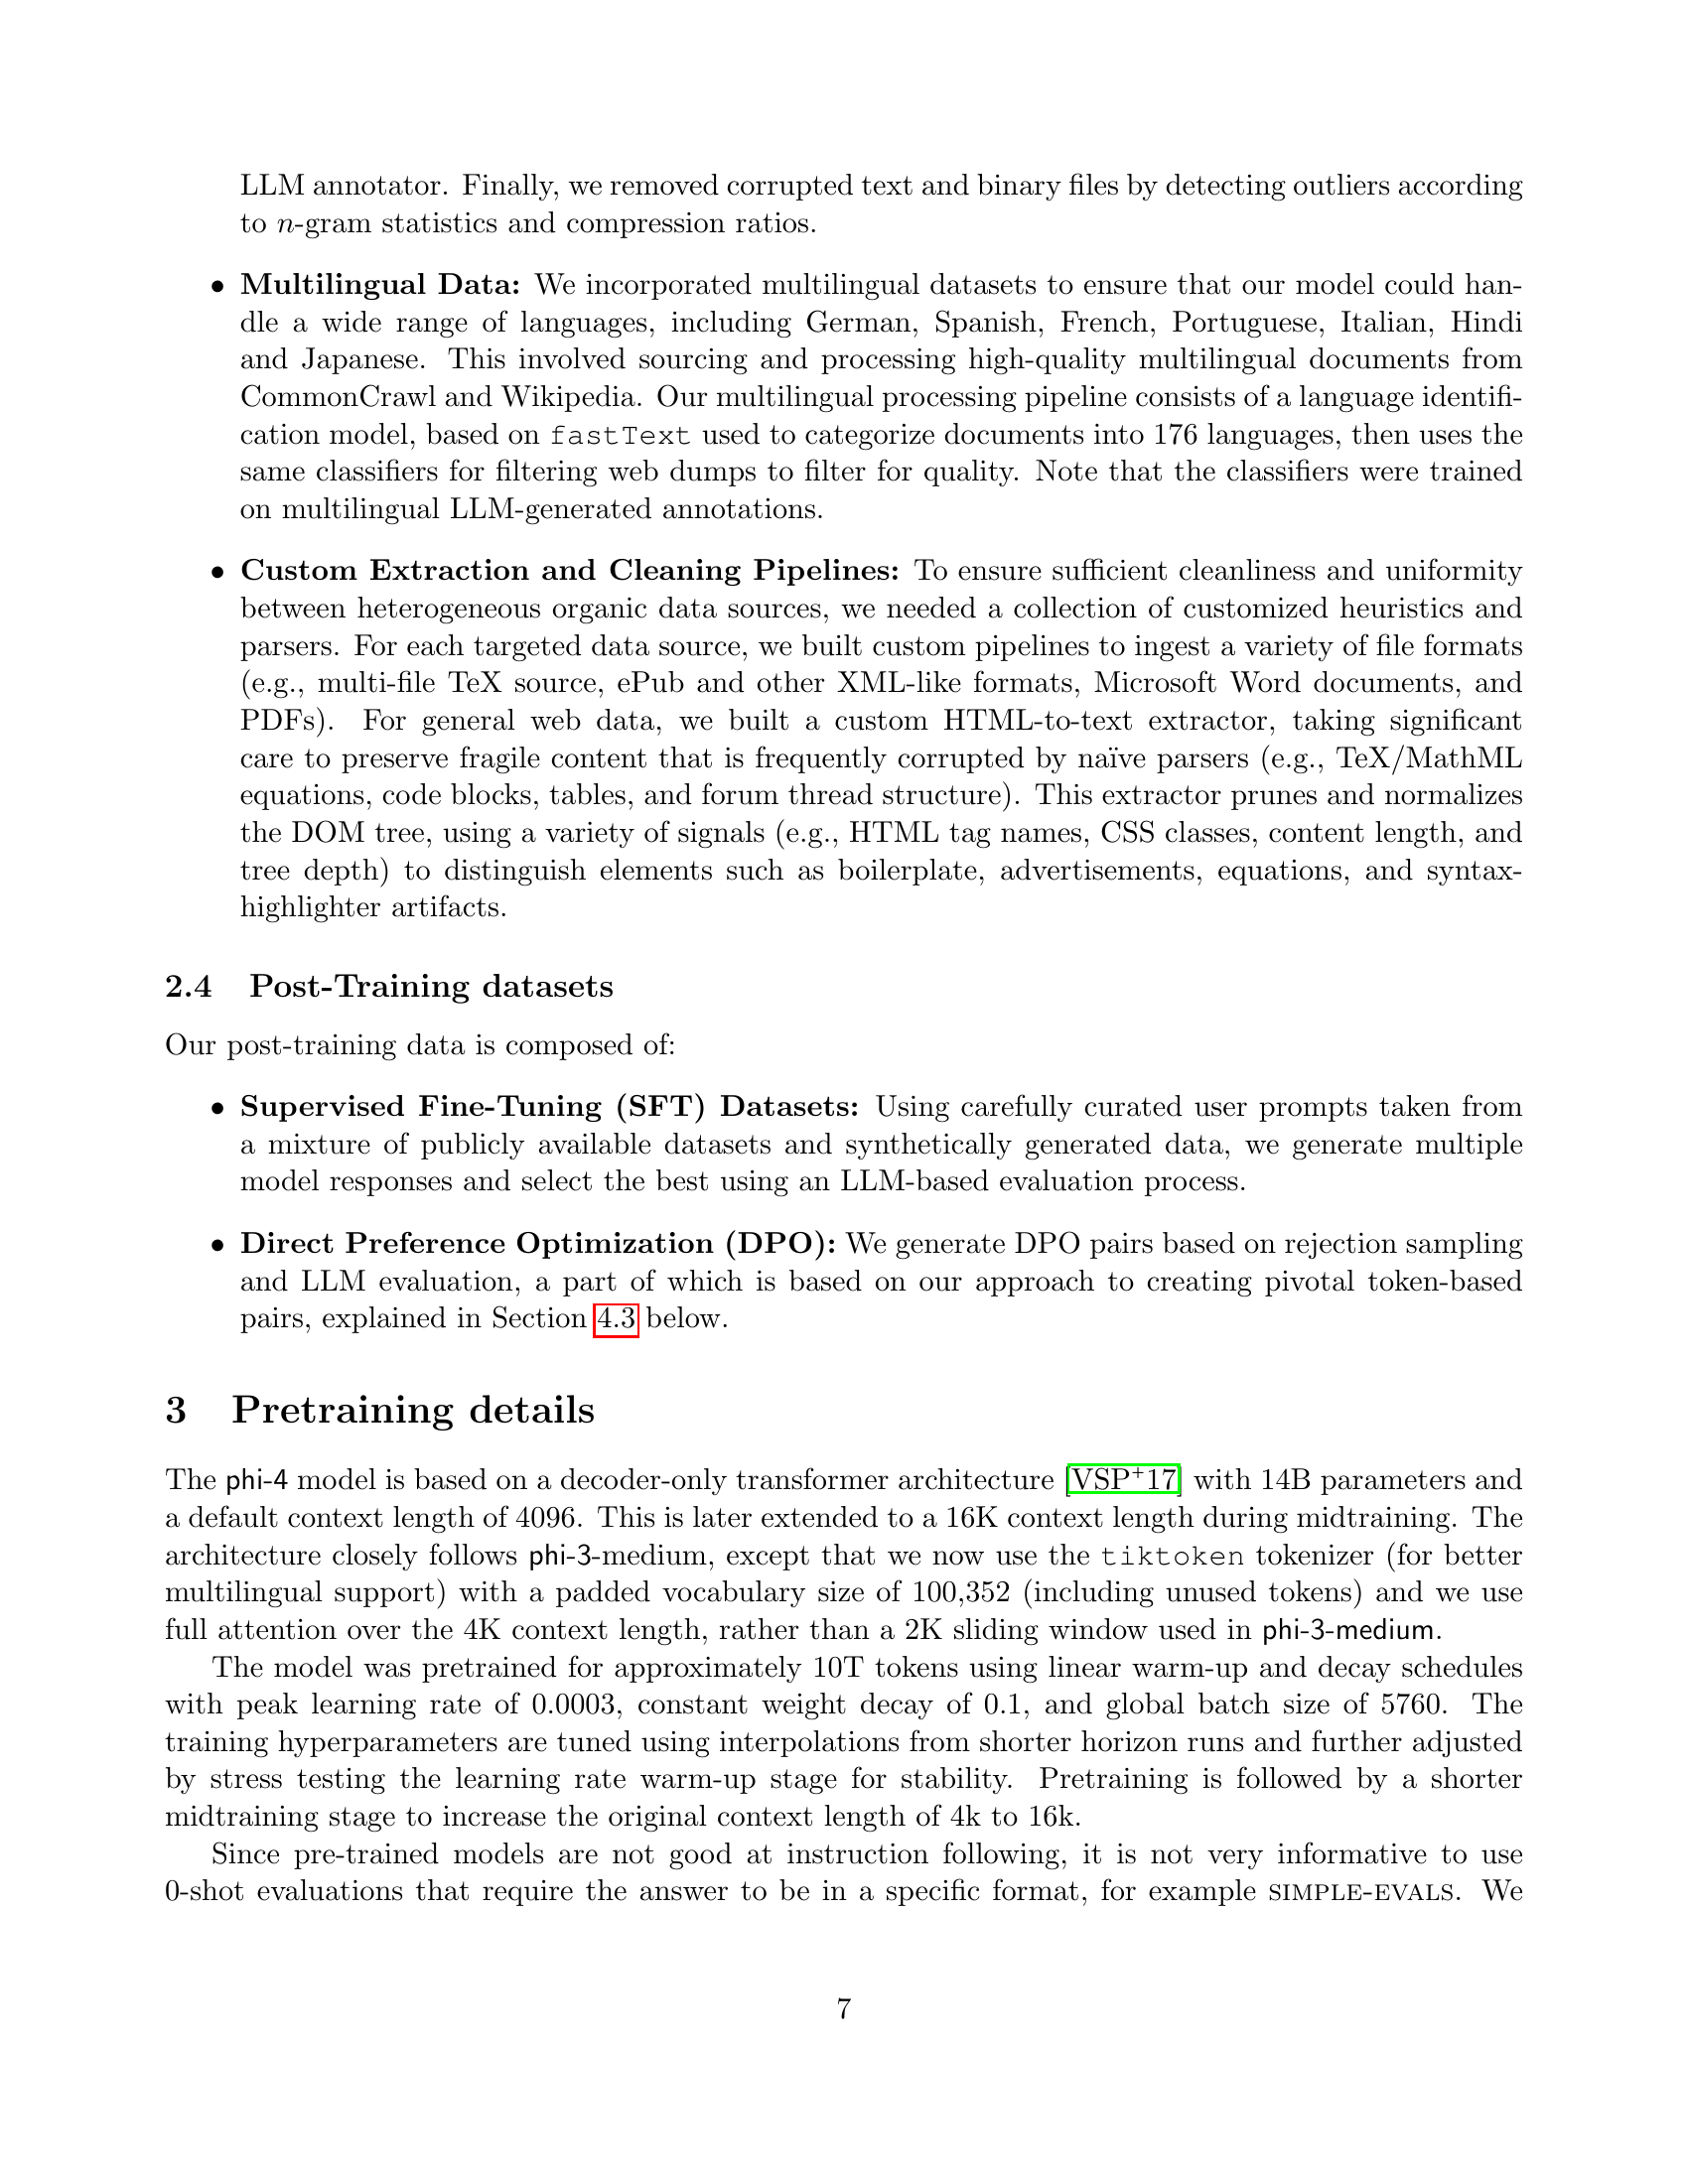 LLM annotator. Finally, we removed corrupted text and binary files by detecting outliers according
to n-gram statistics and compression ratios.
• Multilingual Data: We incorporated multilingual datasets to ensure that our model could han-
dle a wide range of languages, including German, Spanish, French, Portuguese, Italian, Hindi
and Japanese. This involved sourcing and processing high-quality multilingual documents from
CommonCrawl and Wikipedia. Our multilingual processing pipeline consists of a language identifi-
cation model, based on fastText used to categorize documents into 176 languages, then uses the
same classifiers for filtering web dumps to filter for quality. Note that the classifiers were trained
on multilingual LLM-generated annotations.
• Custom Extraction and Cleaning Pipelines: To ensure sufficient cleanliness and uniformity
between heterogeneous organic data sources, we needed a collection of customized heuristics and
parsers. For each targeted data source, we built custom pipelines to ingest a variety of file formats
(e.g., multi-file TeX source, ePub and other XML-like formats, Microsoft Word documents, and
PDFs). For general web data, we built a custom HTML-to-text extractor, taking significant
care to preserve fragile content that is frequently corrupted by naïve parsers (e.g., TeX/MathML
equations, code blocks, tables, and forum thread structure). This extractor prunes and normalizes
the DOM tree, using a variety of signals (e.g., HTML tag names, CSS classes, content length, and
tree depth) to distinguish elements such as boilerplate, advertisements, equations, and syntax-
highlighter artifacts.
2.4 Post-Training datasets
Our post-training data is composed of:
• Supervised Fine-Tuning (SFT) Datasets: Using carefully curated user prompts taken from
a mixture of publicly available datasets and synthetically generated data, we generate multiple
model responses and select the best using an LLM-based evaluation process.
• Direct Preference Optimization (DPO): We generate DPO pairs based on rejection sampling
and LLM evaluation, a part of which is based on our approach to creating pivotal token-based
pairs, explained in Section 4.3 below.
3 Pretraining details
The phi-4 model is based on a decoder-only transformer architecture [VSP+17] with 14B parameters and
a default context length of 4096. This is later extended to a 16K context length during midtraining. The
architecture closely follows phi-3-medium, except that we now use the tiktoken tokenizer (for better
multilingual support) with a padded vocabulary size of 100,352 (including unused tokens) and we use
full attention over the 4K context length, rather than a 2K sliding window used in phi-3-medium.
The model was pretrained for approximately 10T tokens using linear warm-up and decay schedules
with peak learning rate of 0.0003, constant weight decay of 0.1, and global batch size of 5760. The
training hyperparameters are tuned using interpolations from shorter horizon runs and further adjusted
by stress testing the learning rate warm-up stage for stability. Pretraining is followed by a shorter
midtraining stage to increase the original context length of 4k to 16k.
Since pre-trained models are not good at instruction following, it is not very informative to use
0-shot evaluations that require the answer to be in a specific format, for example SIMPLE-EVALS. We
7